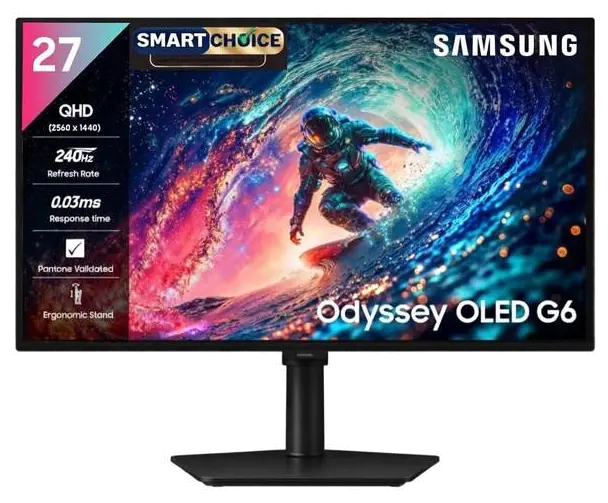 27
SMART CHOICE
SAMSUNG
QHD
(2560 x 1440)
240Hz
Refresh Rate
0.03ms
Response time
Pantone Validated
Ergonomic Stand
Odyssey OLED G6